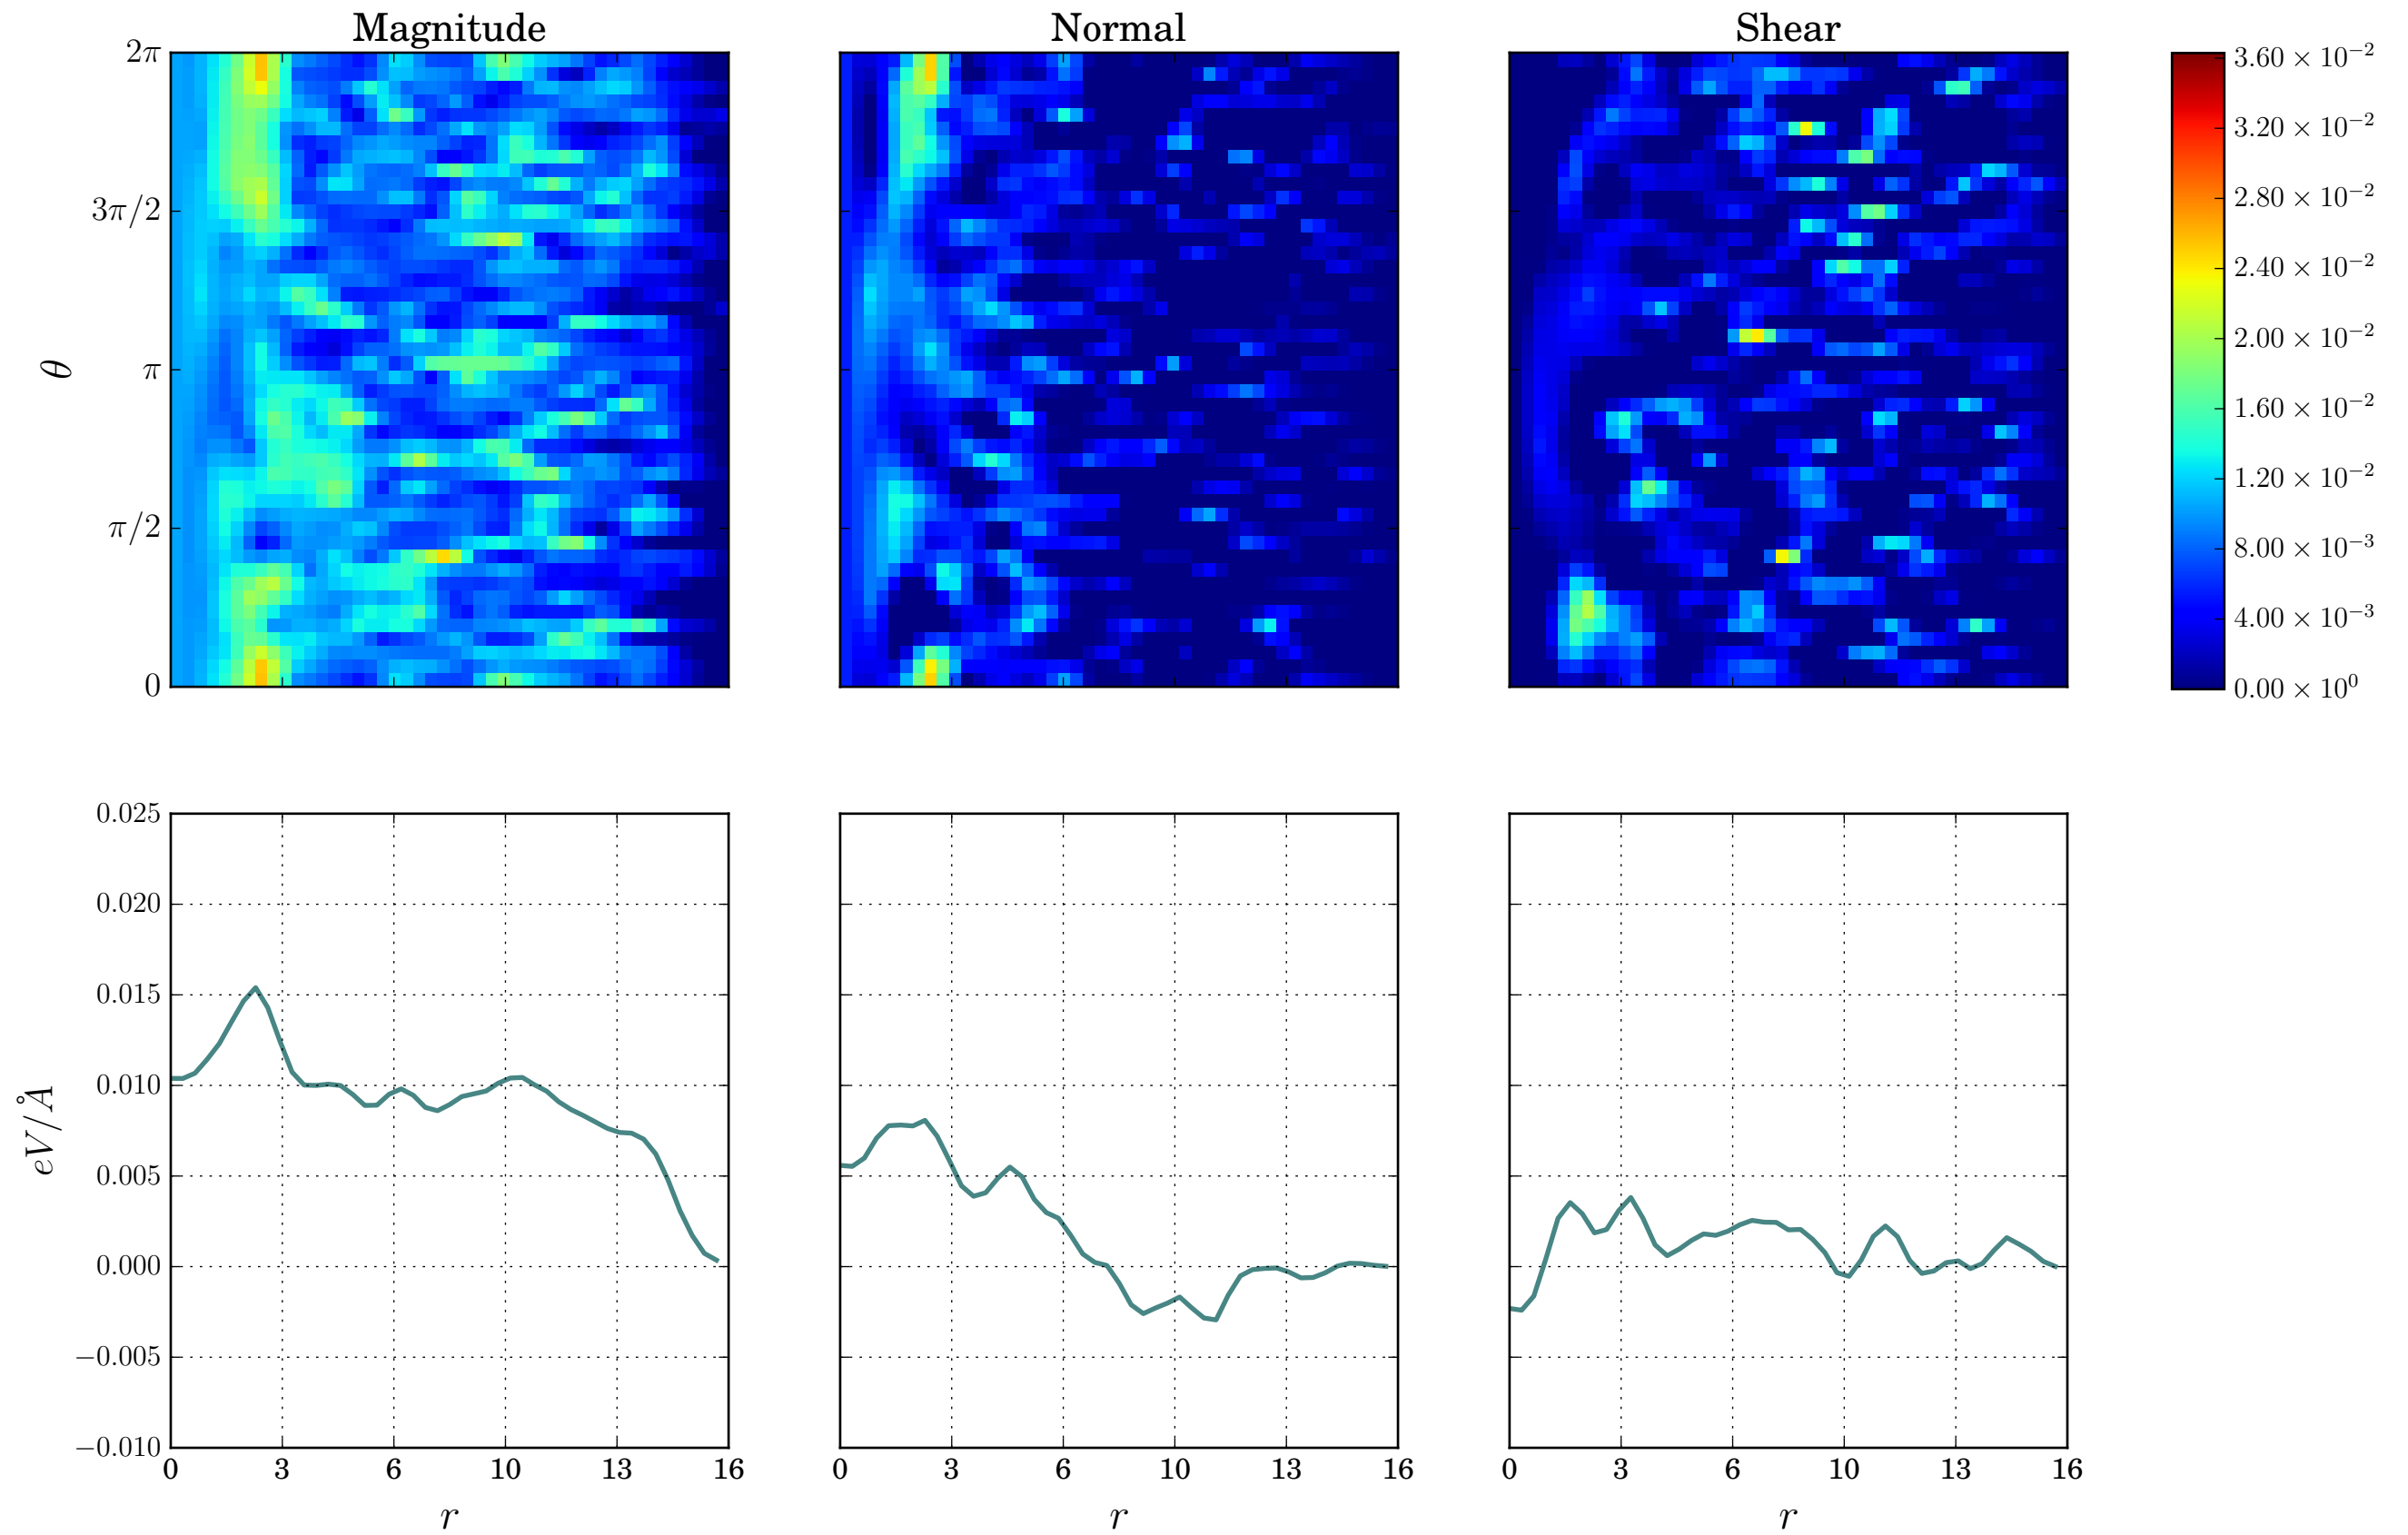 Magnitude Normal Shear
2π
3π/2
π
π/2
0
θ
3.60 × 10⁻²
3.20 × 10⁻²
2.80 × 10⁻²
2.40 × 10⁻²
2.00 × 10⁻²
1.60 × 10⁻²
1.20 × 10⁻²
8.00 × 10⁻³
4.00 × 10⁻³
0.00 × 10⁰
0.025
0.020
0.015
0.010
0.005
0.000
−0.005
−0.010
eV/Å
0 3 6 10 13 16
0 3 6 10 13 16
0 3 6 10 13 16
r r r